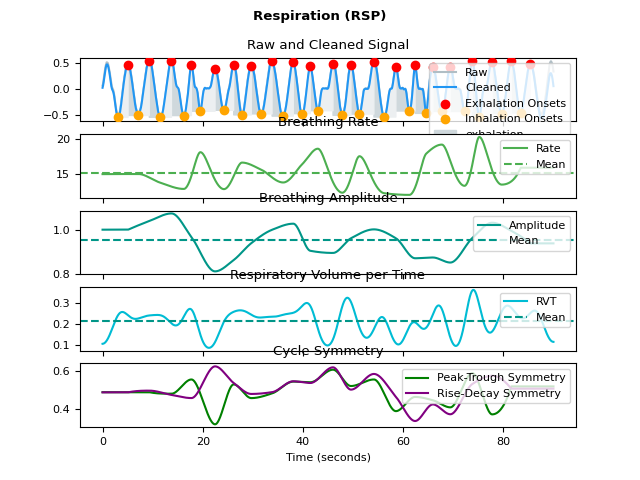 Respiration (RSP)
Raw and Cleaned Signal
0.5
0.0
−0.5
Raw
Cleaned
Exhalation Onsets
Inhalation Onsets
exhalation
Breathing Rate
20
15
Rate
Mean
Breathing Amplitude
1.0
0.8
Amplitude
Mean
Respiratory Volume per Time
0.3
0.2
0.1
RVT
Mean
Cycle Symmetry
0.6
0.4
Peak-Trough Symmetry
Rise-Decay Symmetry
0
20
40
60
80
Time (seconds)